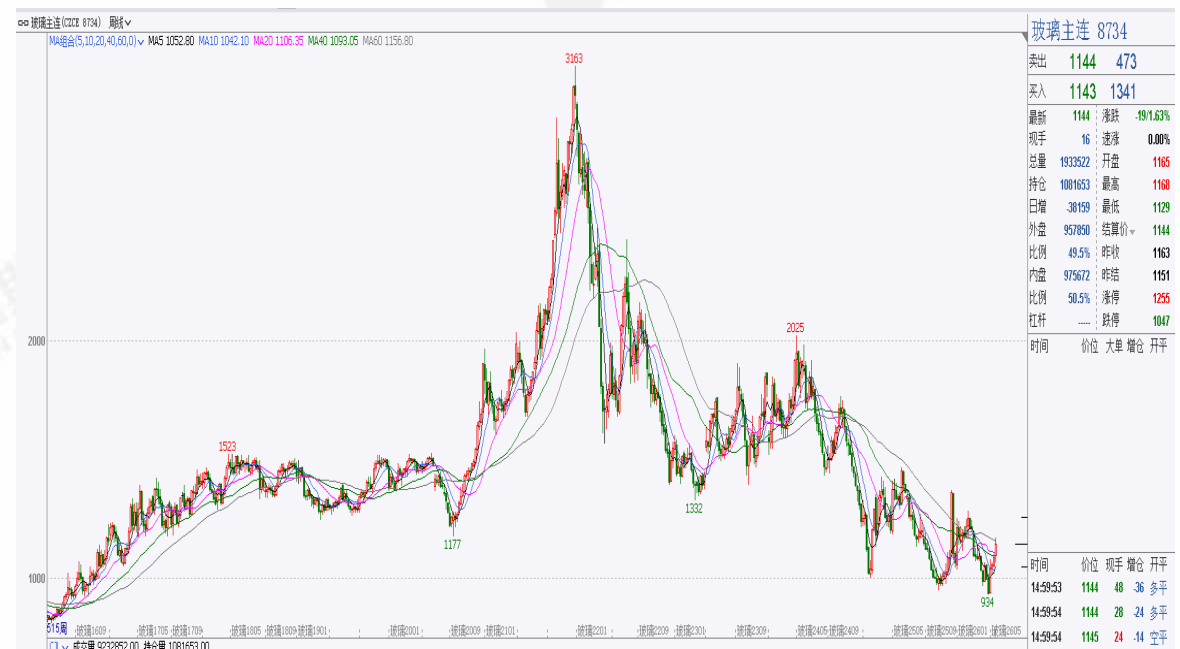 玻璃主连(CZCE 8734) 周线
MA组合(5,10,20,40,60,0) MA5 1052.80 MA10 1042.10 MA20 1106.35 MA40 1093.05 MA60 1156.80
3163
2025
2000
1523
1332
1177
1000
934
515周 玻璃1609 玻璃1705 玻璃1709 玻璃1805 玻璃1809 玻璃1901 玻璃2001 玻璃2009 玻璃2101 玻璃2201 玻璃2209 玻璃2301 玻璃2309 玻璃2405 玻璃2409 玻璃2505 玻璃2509 玻璃2601 玻璃2605
成交量 9232852.00 持仓量 1081653.00
玻璃主连 8734
卖出 1144 473
买入 1143 1341
最新 1144 涨跌 -19/1.63%
现手 16 速涨 0.00%
总量 1933522 开盘 1165
持仓 1081653 最高 1168
日增 -38159 最低 1129
外盘 957850 结算价 1144
比例 49.5% 昨收 1163
内盘 975672 昨结 1151
比例 50.5% 涨停 1255
杠杆 ..... 跌停 1047
时间 价位 大单 增仓 开平
时间 价位 现手 增仓 开平
14:59:53 1144 48 -36 多平
14:59:54 1144 28 -24 多平
14:59:54 1145 24 -14 空平